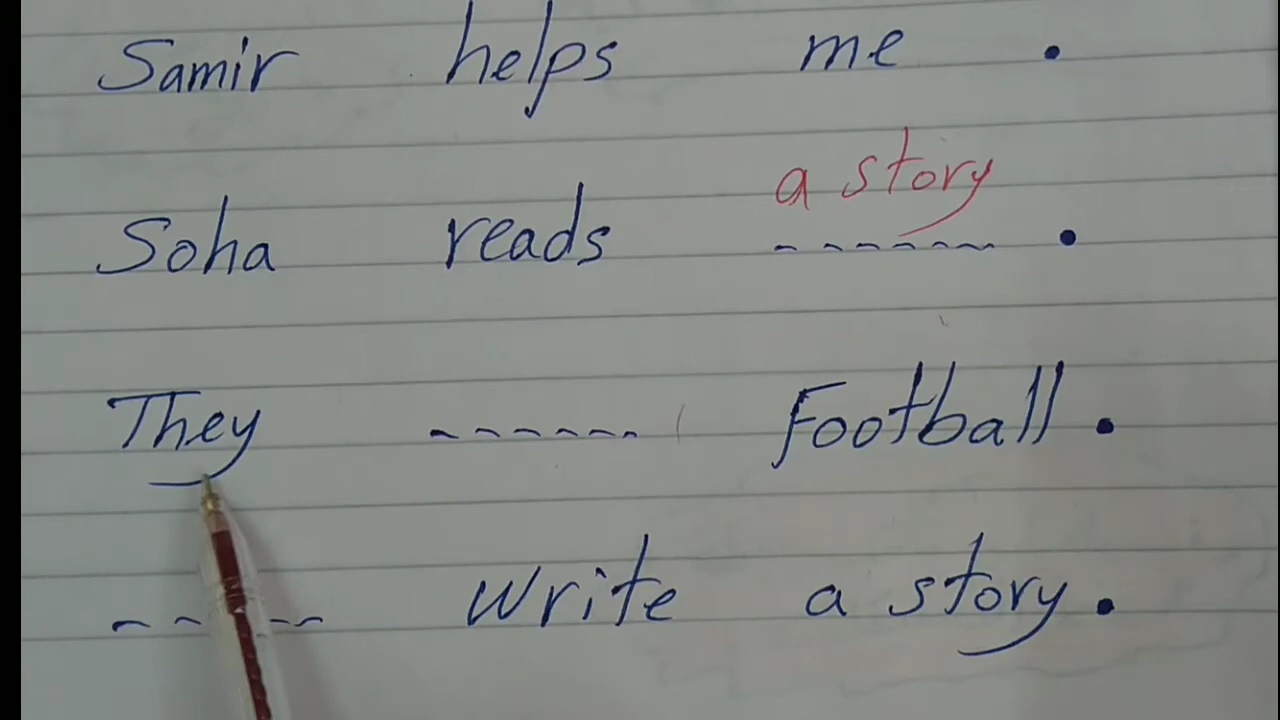 Samir helps me .
a story
Soha reads ------- .
They ------ Football .
----- write a story .